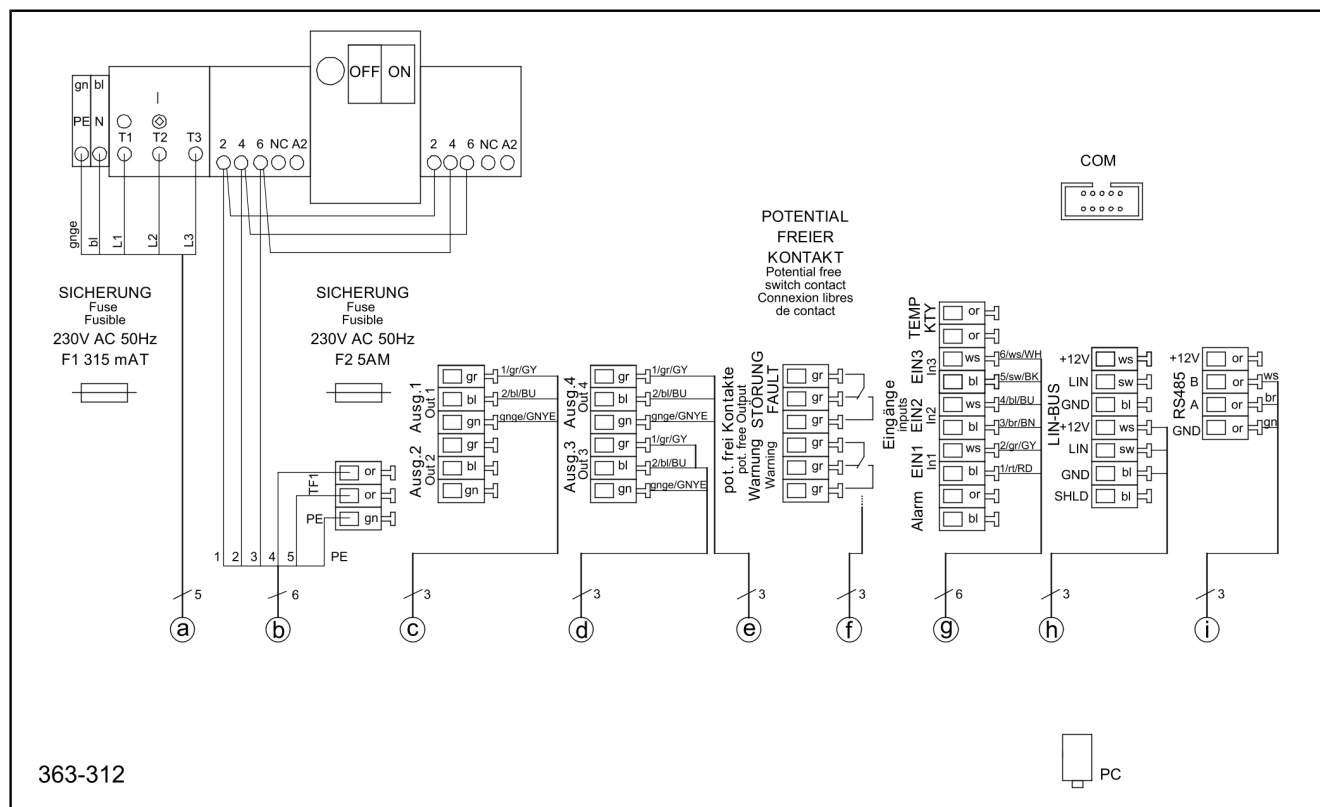 OFF ON
gn bl
PE N
I
T1 T2 T3
2 4 6 NC A2
2 4 6 NC A2
gnge bl L1 L2 L3
SICHERUNG
Fuse
Fusible
230V AC 50Hz
F1 315 mAT
SICHERUNG
Fuse
Fusible
230V AC 50Hz
F2 5AM
TF1
or
or
PE gn
1 2 3 4 5 PE
Ausg.1
Out 1
gr 1/gr/GY
bl 2/bl/BU
gn gnge/GNYE
Ausg.2
Out 2
gr
bl
gn
Ausg.4
Out 4
gr 1/gr/GY
bl 2/bl/BU
gn gnge/GNYE
Ausg.3
Out 3
gr 1/gr/GY
bl 2/bl/BU
gn gnge/GNYE
POTENTIAL
FREIER
KONTAKT
Potential free
switch contact
Connexion libres
de contact
pot. frei Kontakte
pot. free Output
STÖRUNG
FAULT
Warnung
Warning
gr
gr
gr
gr
gr
gr
Eingänge
inputs
TEMP
KTY
or
or
EIN3
In3
ws 6/ws/WH
bl 5/sw/BK
EIN2
In2
ws 4/bl/BU
bl 3/br/BN
EIN1
In1
ws 2/gr/GY
bl 1/rt/RD
Alarm
or
bl
COM
LIN-BUS
+12V ws
LIN sw
GND bl
+12V ws
LIN sw
GND bl
SHLD bl
RS485
+12V or
B or ws
A or br
GND or gn
5 6 3 3 3 3 6 3 3
a b c d e f g h i
363-312
PC